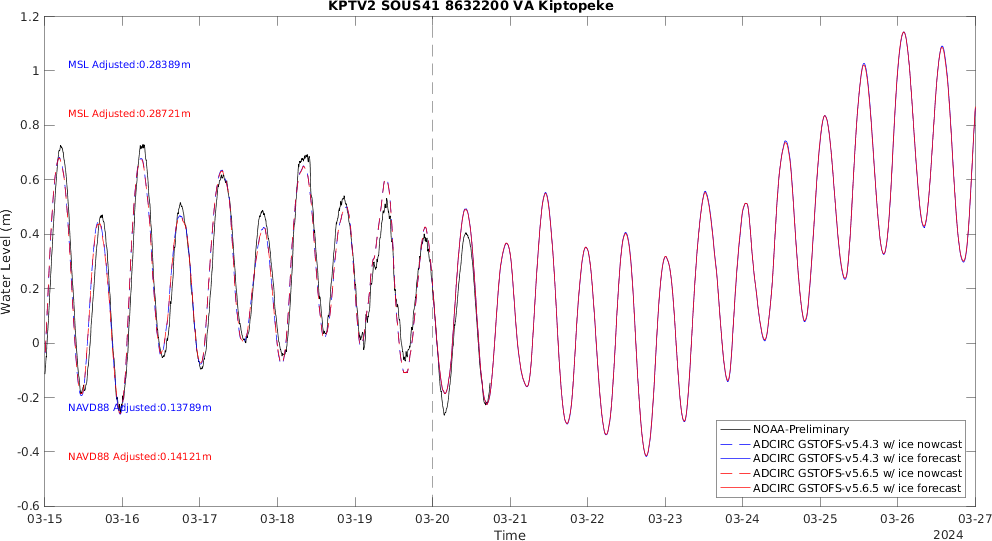 KPTV2 SOUS41 8632200 VA Kiptopeke
1.2
1
0.8
0.6
0.4
0.2
0
-0.2
-0.4
-0.6
Water Level (m)
MSL Adjusted:0.28389m
MSL Adjusted:0.28721m
NAVD88 Adjusted:0.13789m
NAVD88 Adjusted:0.14121m
NOAA-Preliminary
ADCIRC GSTOFS-v5.4.3 w/ ice nowcast
ADCIRC GSTOFS-v5.4.3 w/ ice forecast
ADCIRC GSTOFS-v5.6.5 w/ ice nowcast
ADCIRC GSTOFS-v5.6.5 w/ ice forecast
03-15 03-16 03-17 03-18 03-19 03-20 03-21 03-22 03-23 03-24 03-25 03-26 03-27
Time
2024